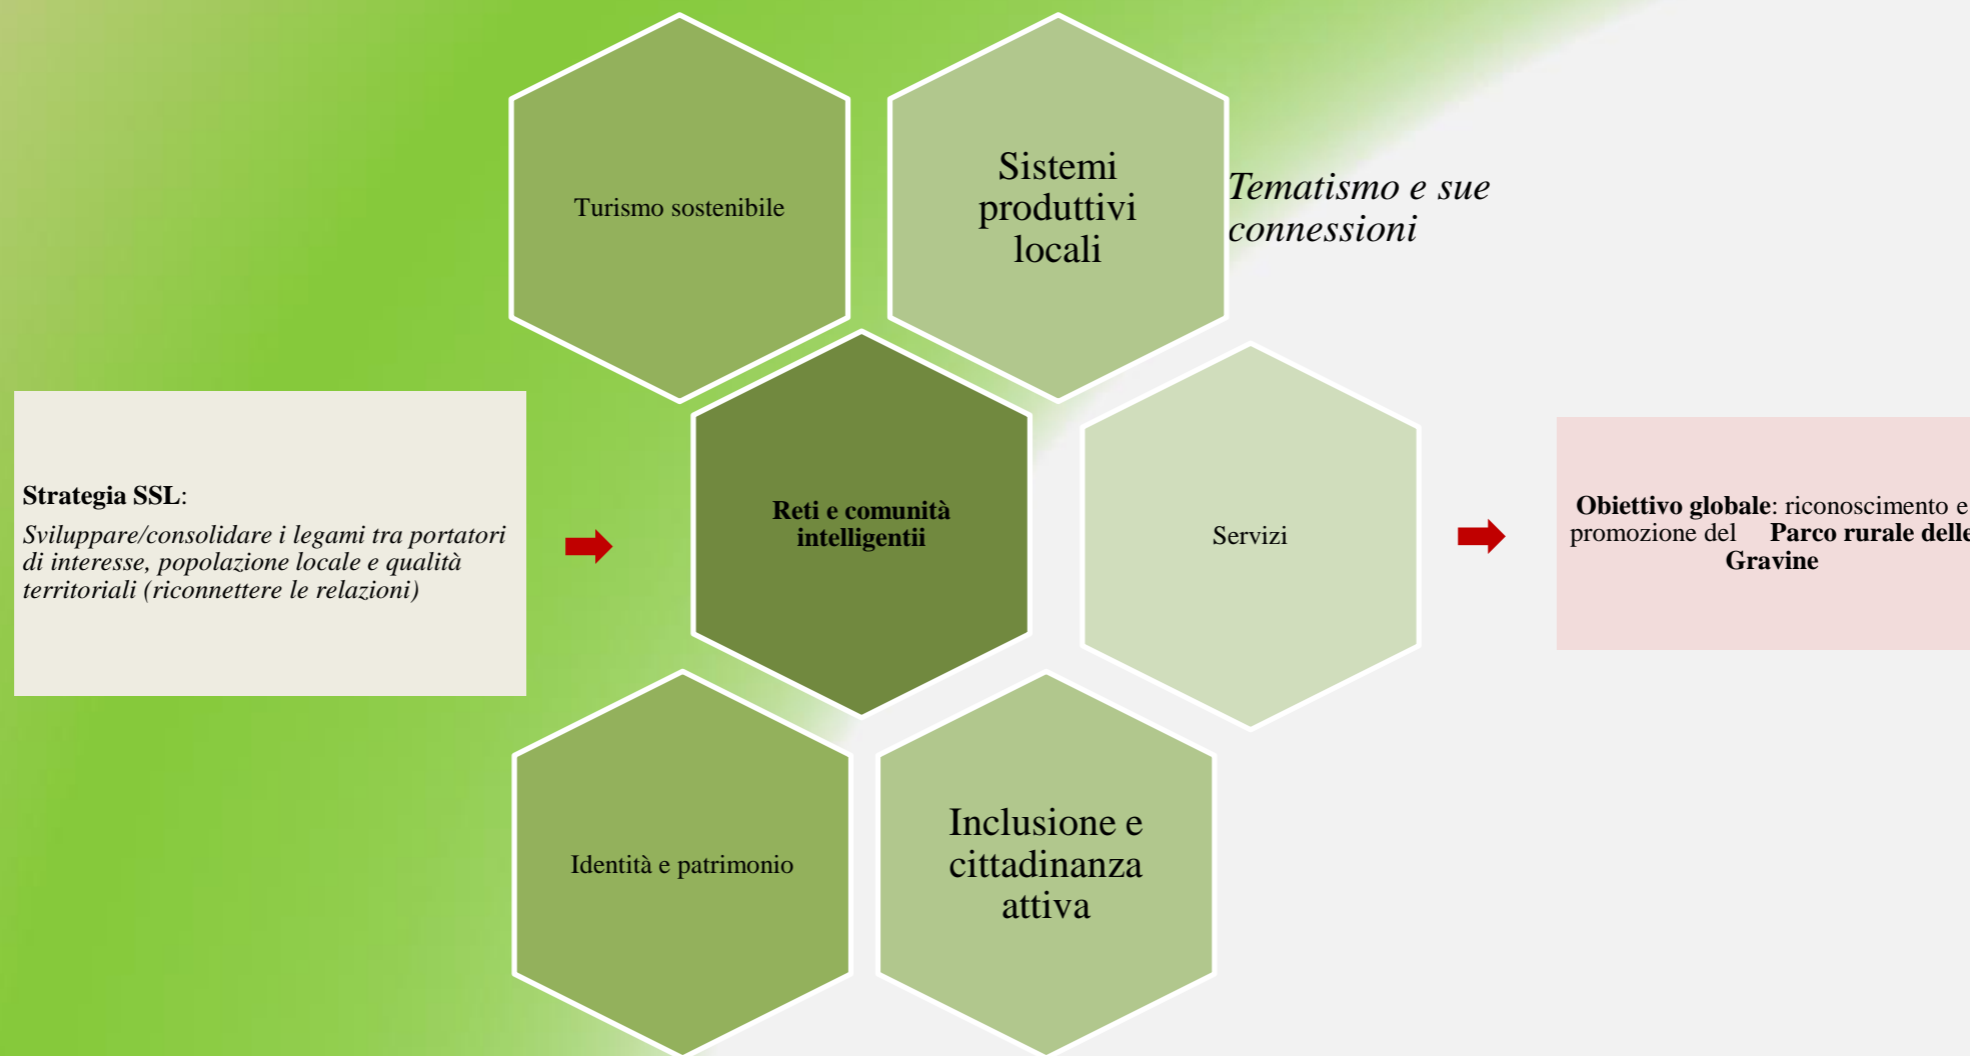 Turismo sostenibile
Sistemi
produttivi
locali
Tematismo e sue
connessioni
Strategia SSL:
Sviluppare/consolidare i legami tra portatori
di interesse, popolazione locale e qualità
territoriali (riconnettere le relazioni)
Reti e comunità
intelligentii
Servizi
Obiettivo globale: riconoscimento e
promozione del Parco rurale delle
Gravine
Identità e patrimonio
Inclusione e
cittadinanza
attiva